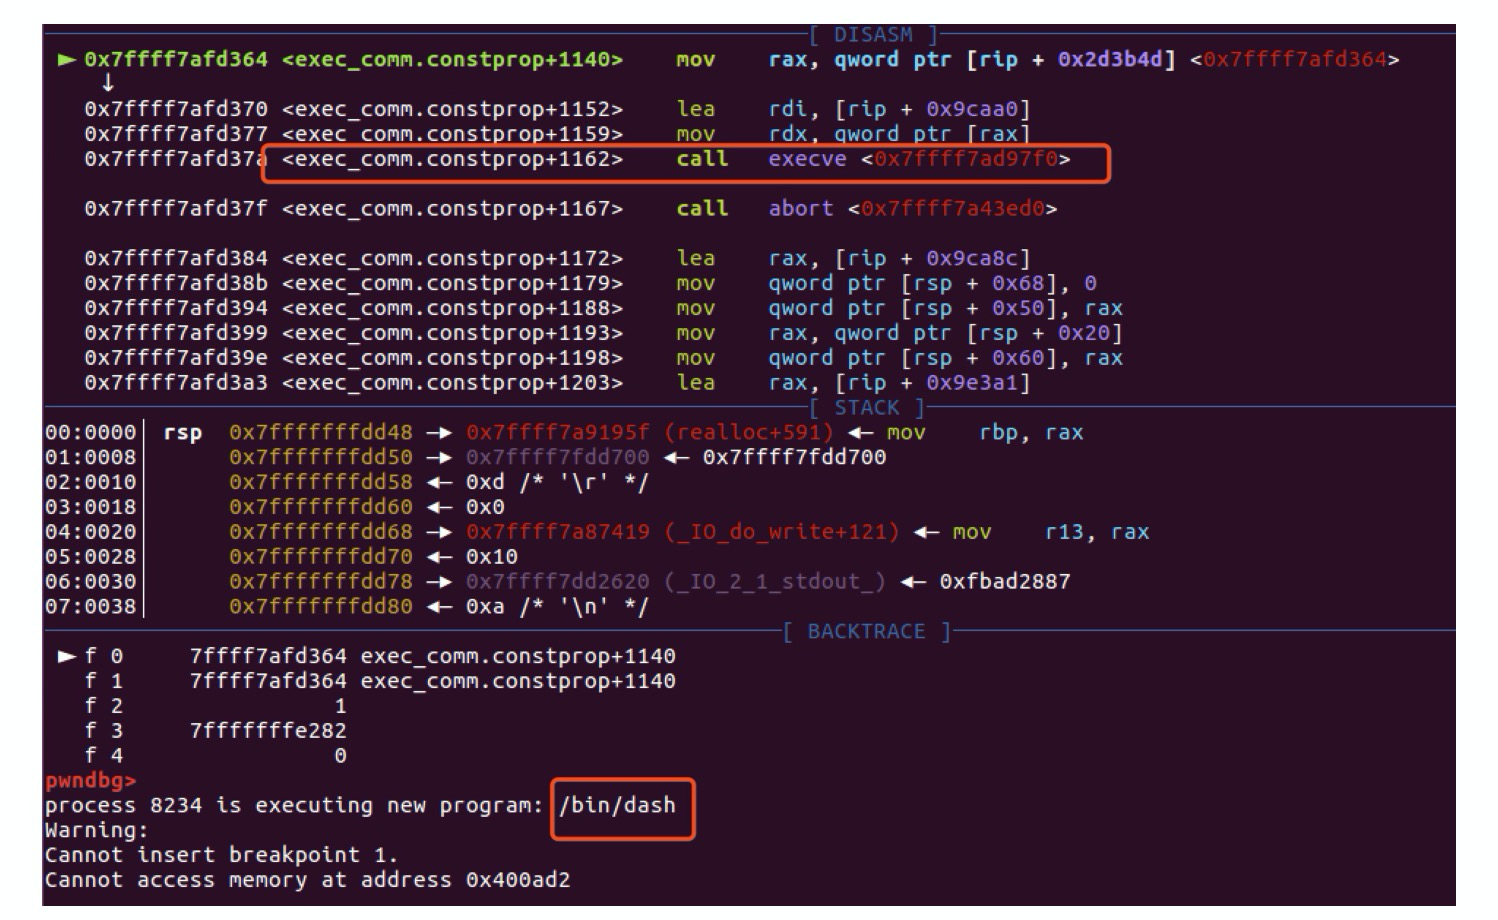 [ DISASM ]
► 0x7ffff7afd364 <exec_comm.constprop+1140>    mov    rax, qword ptr [rip + 0x2d3b4d] <0x7ffff7afd364>
↓
0x7ffff7afd370 <exec_comm.constprop+1152>    lea    rdi, [rip + 0x9caa0]
0x7ffff7afd377 <exec_comm.constprop+1159>    mov    rdx, qword ptr [rax]
0x7ffff7afd37a <exec_comm.constprop+1162>    call   execve <0x7ffff7ad97f0>
0x7ffff7afd37f <exec_comm.constprop+1167>    call   abort <0x7ffff7a43ed0>
0x7ffff7afd384 <exec_comm.constprop+1172>    lea    rax, [rip + 0x9ca8c]
0x7ffff7afd38b <exec_comm.constprop+1179>    mov    qword ptr [rsp + 0x68], 0
0x7ffff7afd394 <exec_comm.constprop+1188>    mov    qword ptr [rsp + 0x50], rax
0x7ffff7afd399 <exec_comm.constprop+1193>    mov    rax, qword ptr [rsp + 0x20]
0x7ffff7afd39e <exec_comm.constprop+1198>    mov    qword ptr [rsp + 0x60], rax
0x7ffff7afd3a3 <exec_comm.constprop+1203>    lea    rax, [rip + 0x9e3a1]
[ STACK ]
00:0000│ rsp  0x7fffffffdd48 —► 0x7ffff7a9195f (realloc+591) ◄— mov    rbp, rax
01:0008│      0x7fffffffdd50 —► 0x7ffff7fdd700 ◄— 0x7ffff7fdd700
02:0010│      0x7fffffffdd58 ◄— 0xd /* '\r' */
03:0018│      0x7fffffffdd60 ◄— 0x0
04:0020│      0x7fffffffdd68 —► 0x7ffff7a87419 (_IO_do_write+121) ◄— mov    r13, rax
05:0028│      0x7fffffffdd70 ◄— 0x10
06:0030│      0x7fffffffdd78 —► 0x7ffff7dd2620 (_IO_2_1_stdout_) ◄— 0xfbad2887
07:0038│      0x7fffffffdd80 ◄— 0xa /* '\n' */
[ BACKTRACE ]
► f 0     7ffff7afd364 exec_comm.constprop+1140
f 1     7ffff7afd364 exec_comm.constprop+1140
f 2                1
f 3     7fffffffe282
f 4                0
pwndbg>
process 8234 is executing new program: /bin/dash
Warning:
Cannot insert breakpoint 1.
Cannot access memory at address 0x400ad2